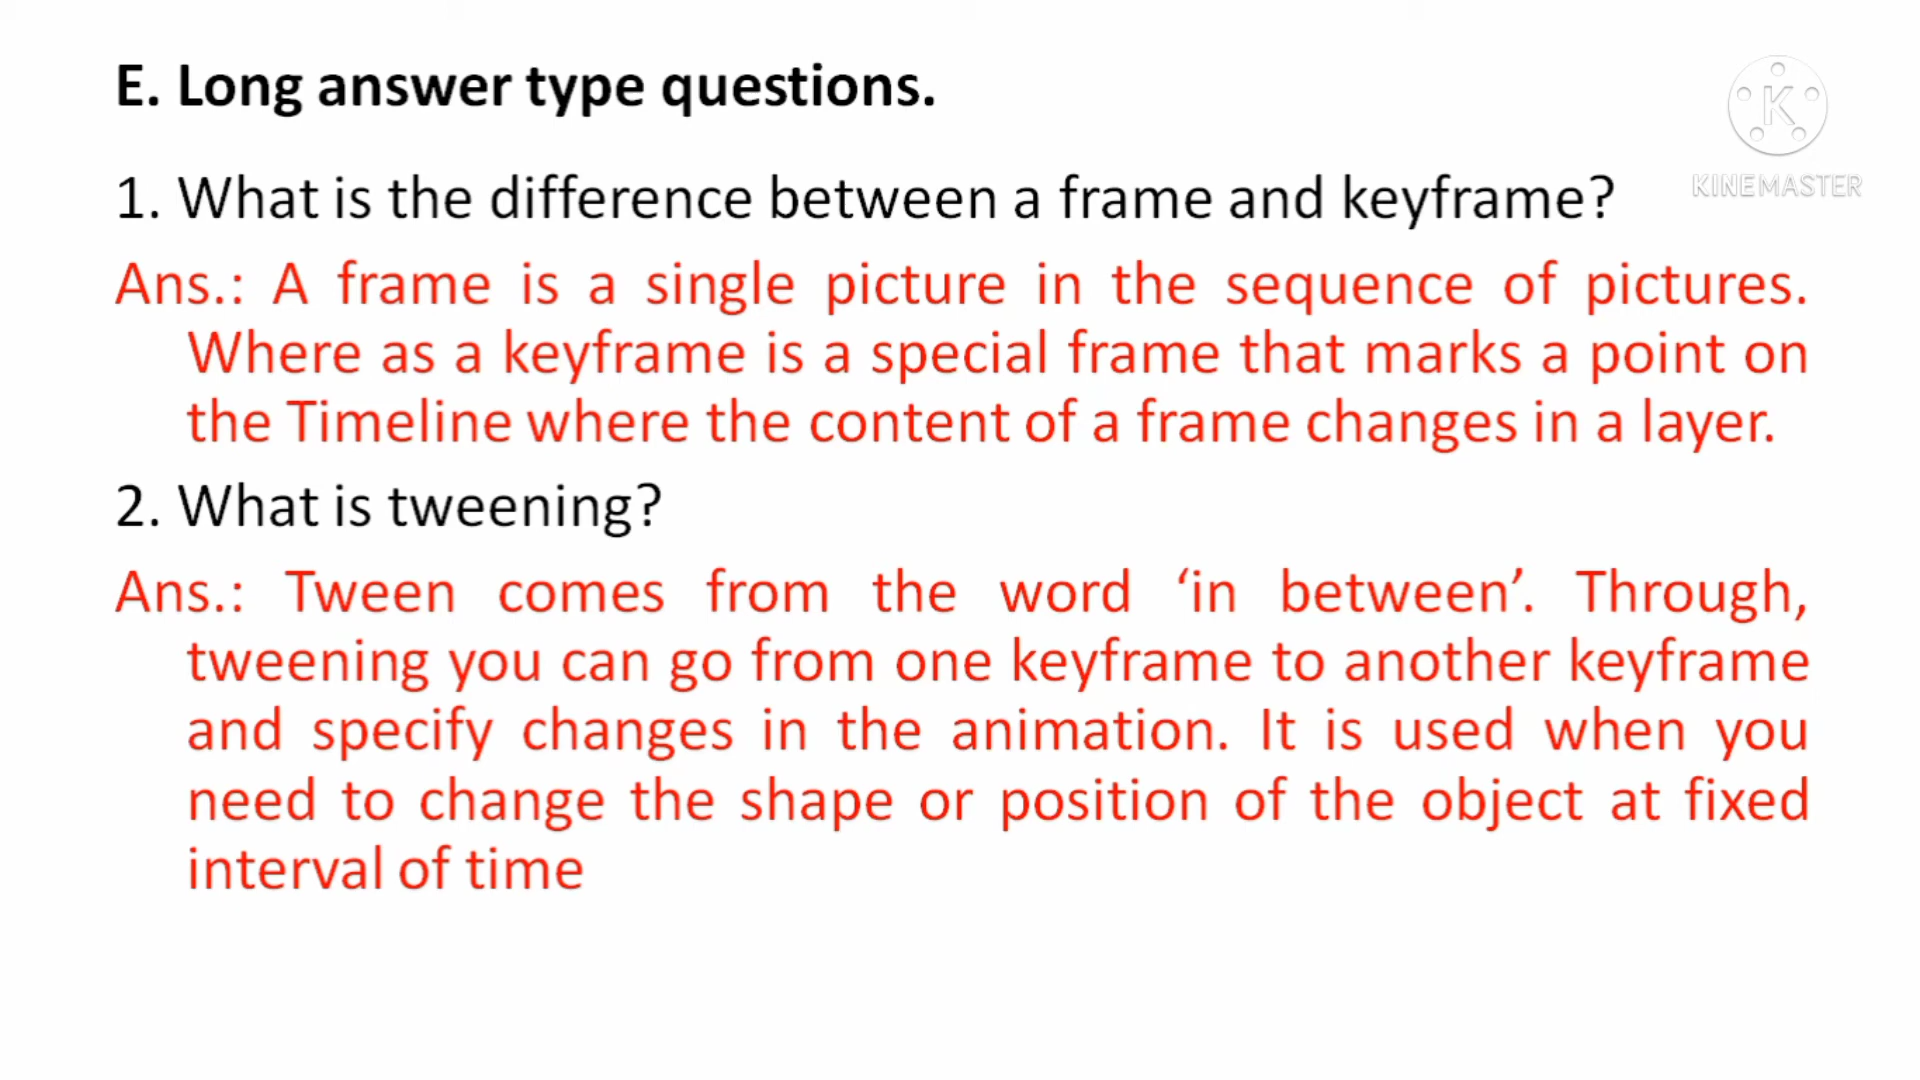 E. Long answer type questions.
KINEMASTER
1. What is the difference between a frame and keyframe?
Ans.: A frame is a single picture in the sequence of pictures.
Where as a keyframe is a special frame that marks a point on
the Timeline where the content of a frame changes in a layer.
2. What is tweening?
Ans.: Tween comes from the word ‘in between’. Through,
tweening you can go from one keyframe to another keyframe
and specify changes in the animation. It is used when you
need to change the shape or position of the object at fixed
interval of time